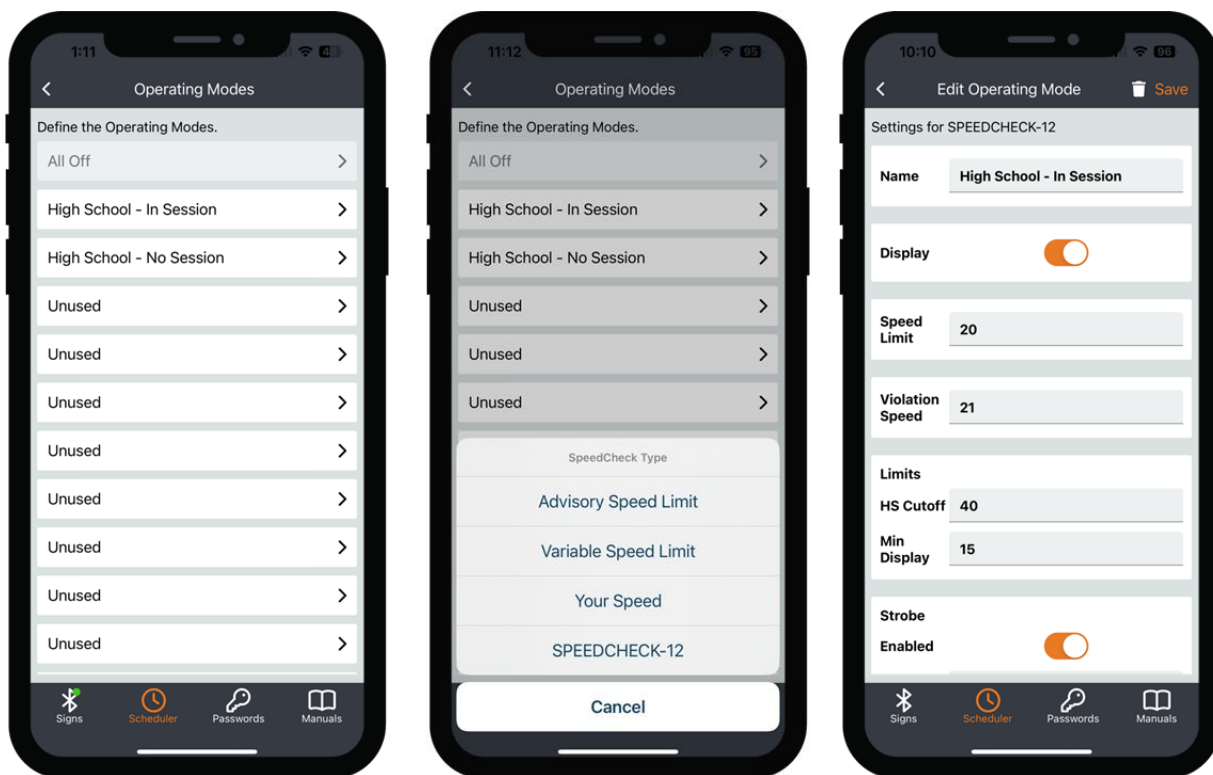 1:11
Operating Modes
Define the Operating Modes.
All Off
High School - In Session
High School - No Session
Unused
Unused
Unused
Unused
Unused
Unused
Unused
Unused
Signs
Scheduler
Passwords
Manuals
11:12
95
Operating Modes
Define the Operating Modes.
All Off
High School - In Session
High School - No Session
Unused
Unused
Unused
SpeedCheck Type
Advisory Speed Limit
Variable Speed Limit
Your Speed
SPEEDCHECK-12
Cancel
10:10
96
Edit Operating Mode
Save
Settings for SPEEDCHECK-12
Name
High School - In Session
Display
Speed
Limit
20
Violation
Speed
21
Limits
HS Cutoff
40
Min
Display
15
Strobe
Enabled
Signs
Scheduler
Passwords
Manuals